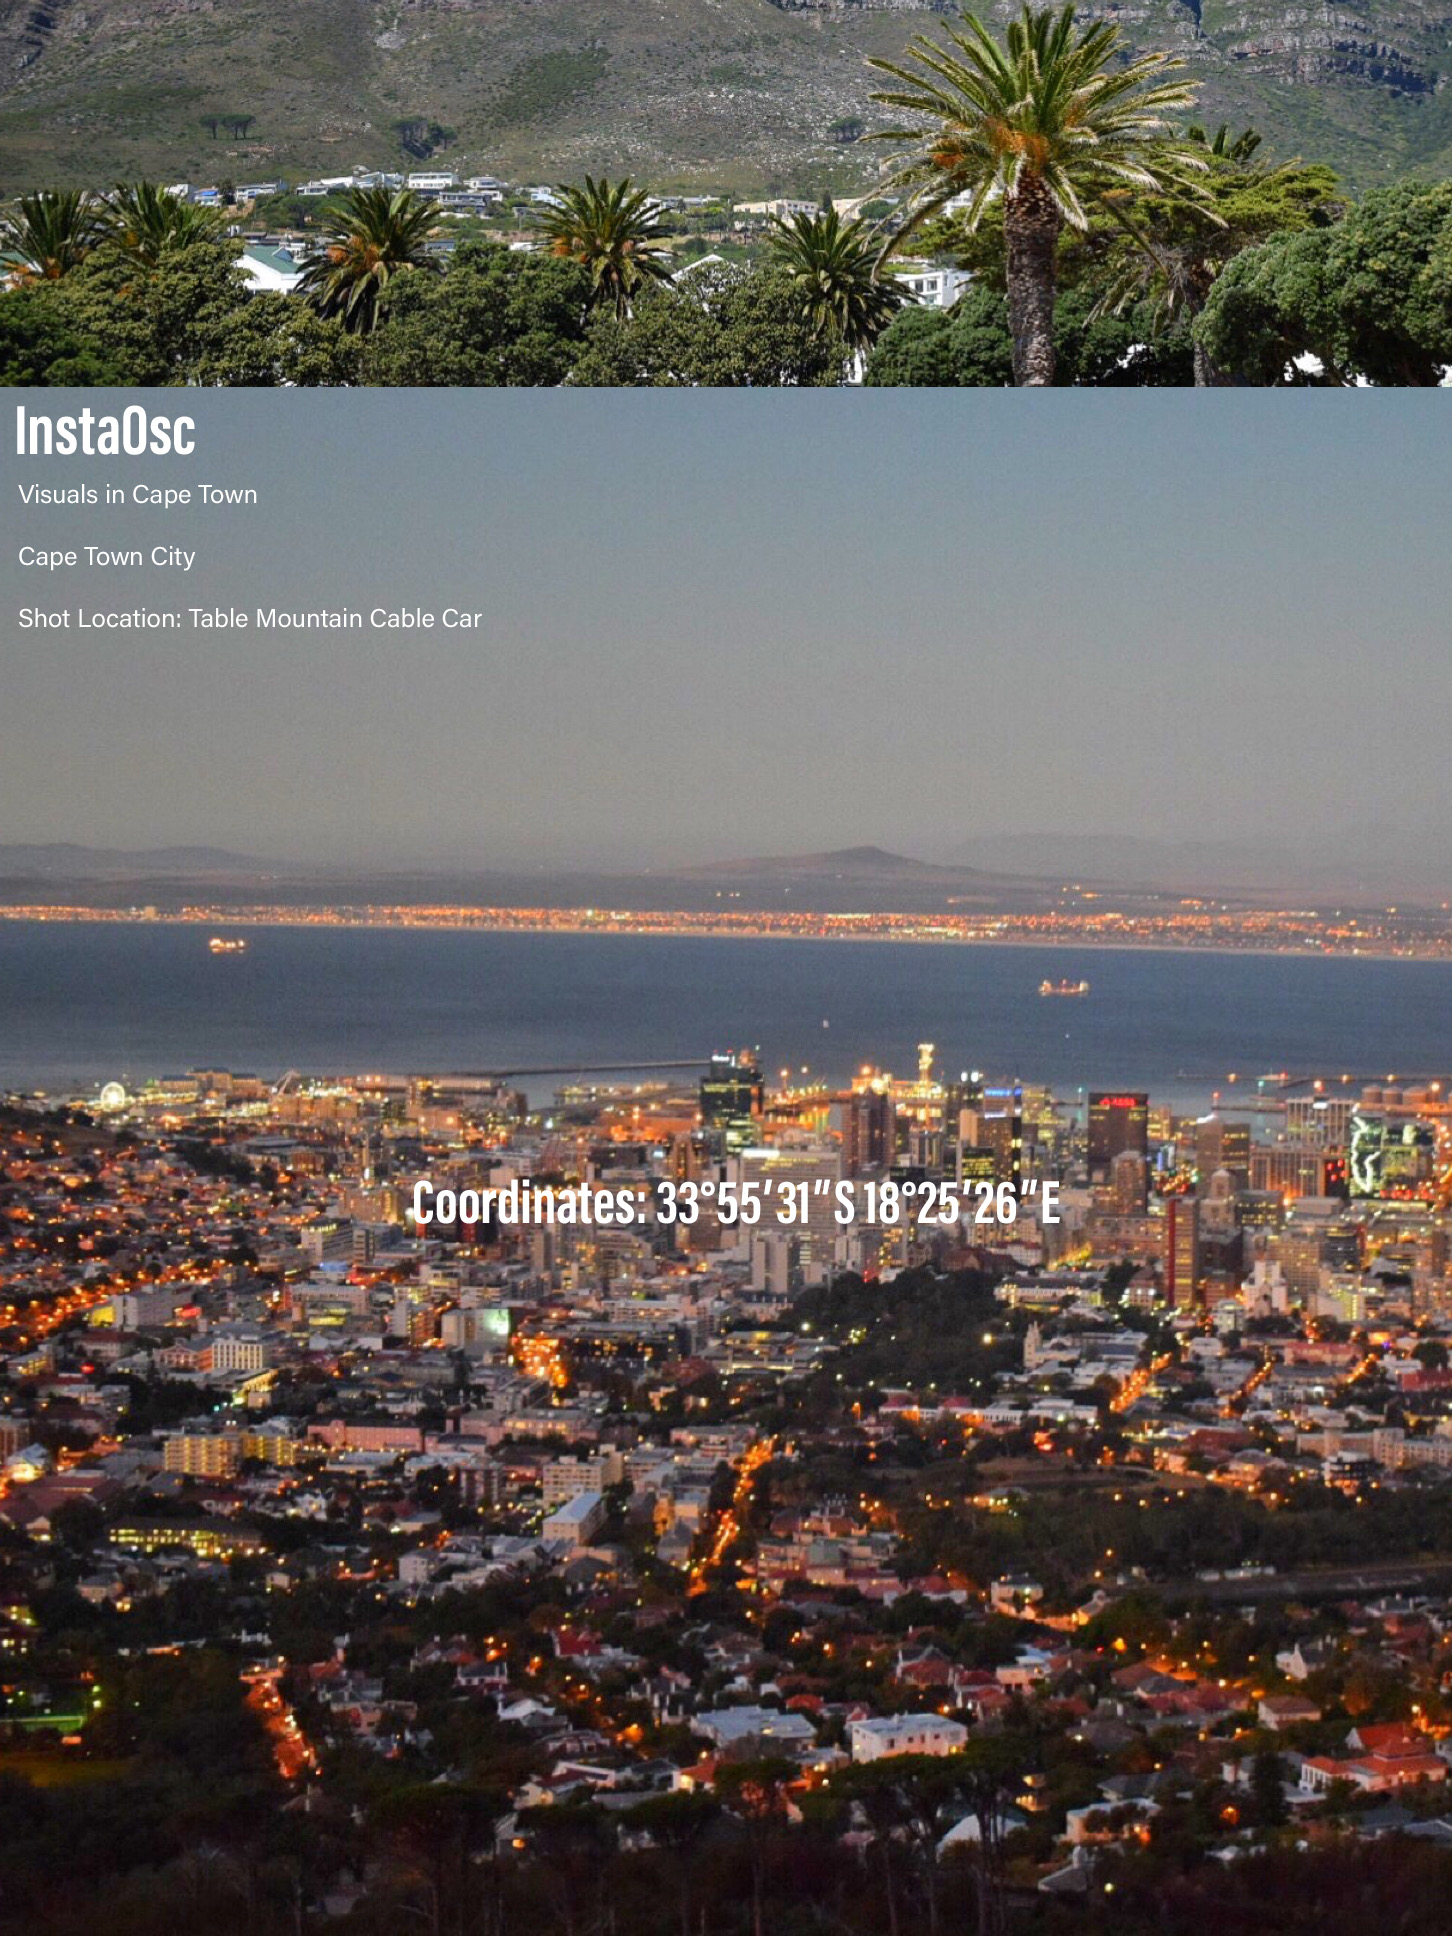 InstaOsc
Visuals in Cape Town
Cape Town City
Shot Location: Table Mountain Cable Car
Coordinates: 33°55′31″S 18°25′26″E
ABSA